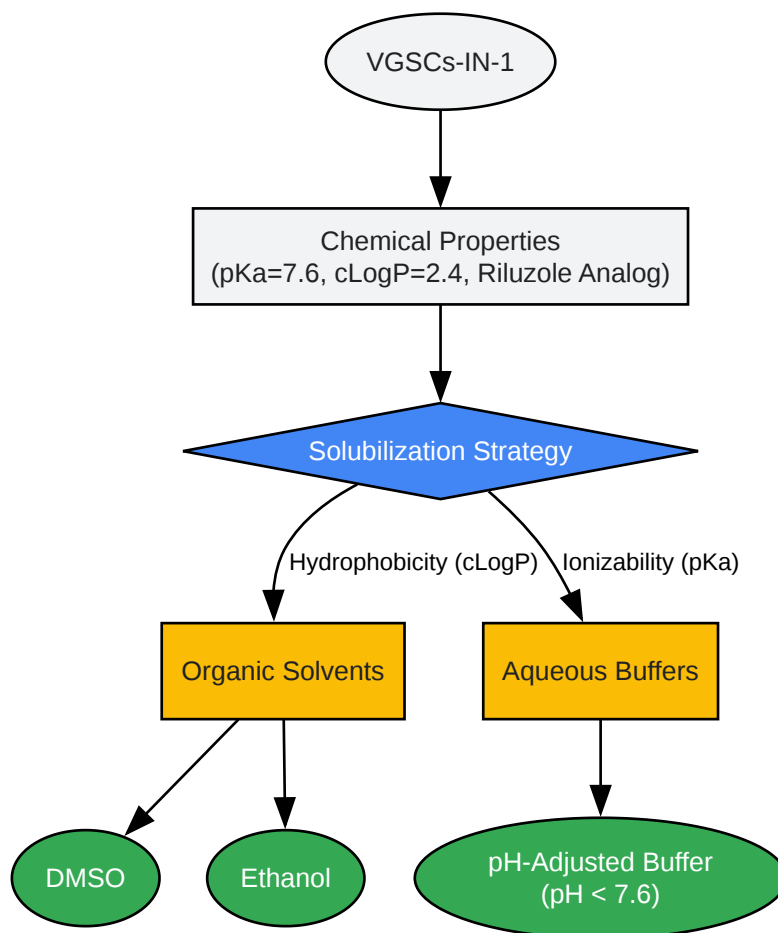 VGSCs-IN-1
Chemical Properties
(pKa=7.6, cLogP=2.4, Riluzole Analog)
Solubilization Strategy
Hydrophobicity (cLogP)
Ionizability (pKa)
Organic Solvents
Aqueous Buffers
DMSO
Ethanol
pH-Adjusted Buffer
(pH < 7.6)